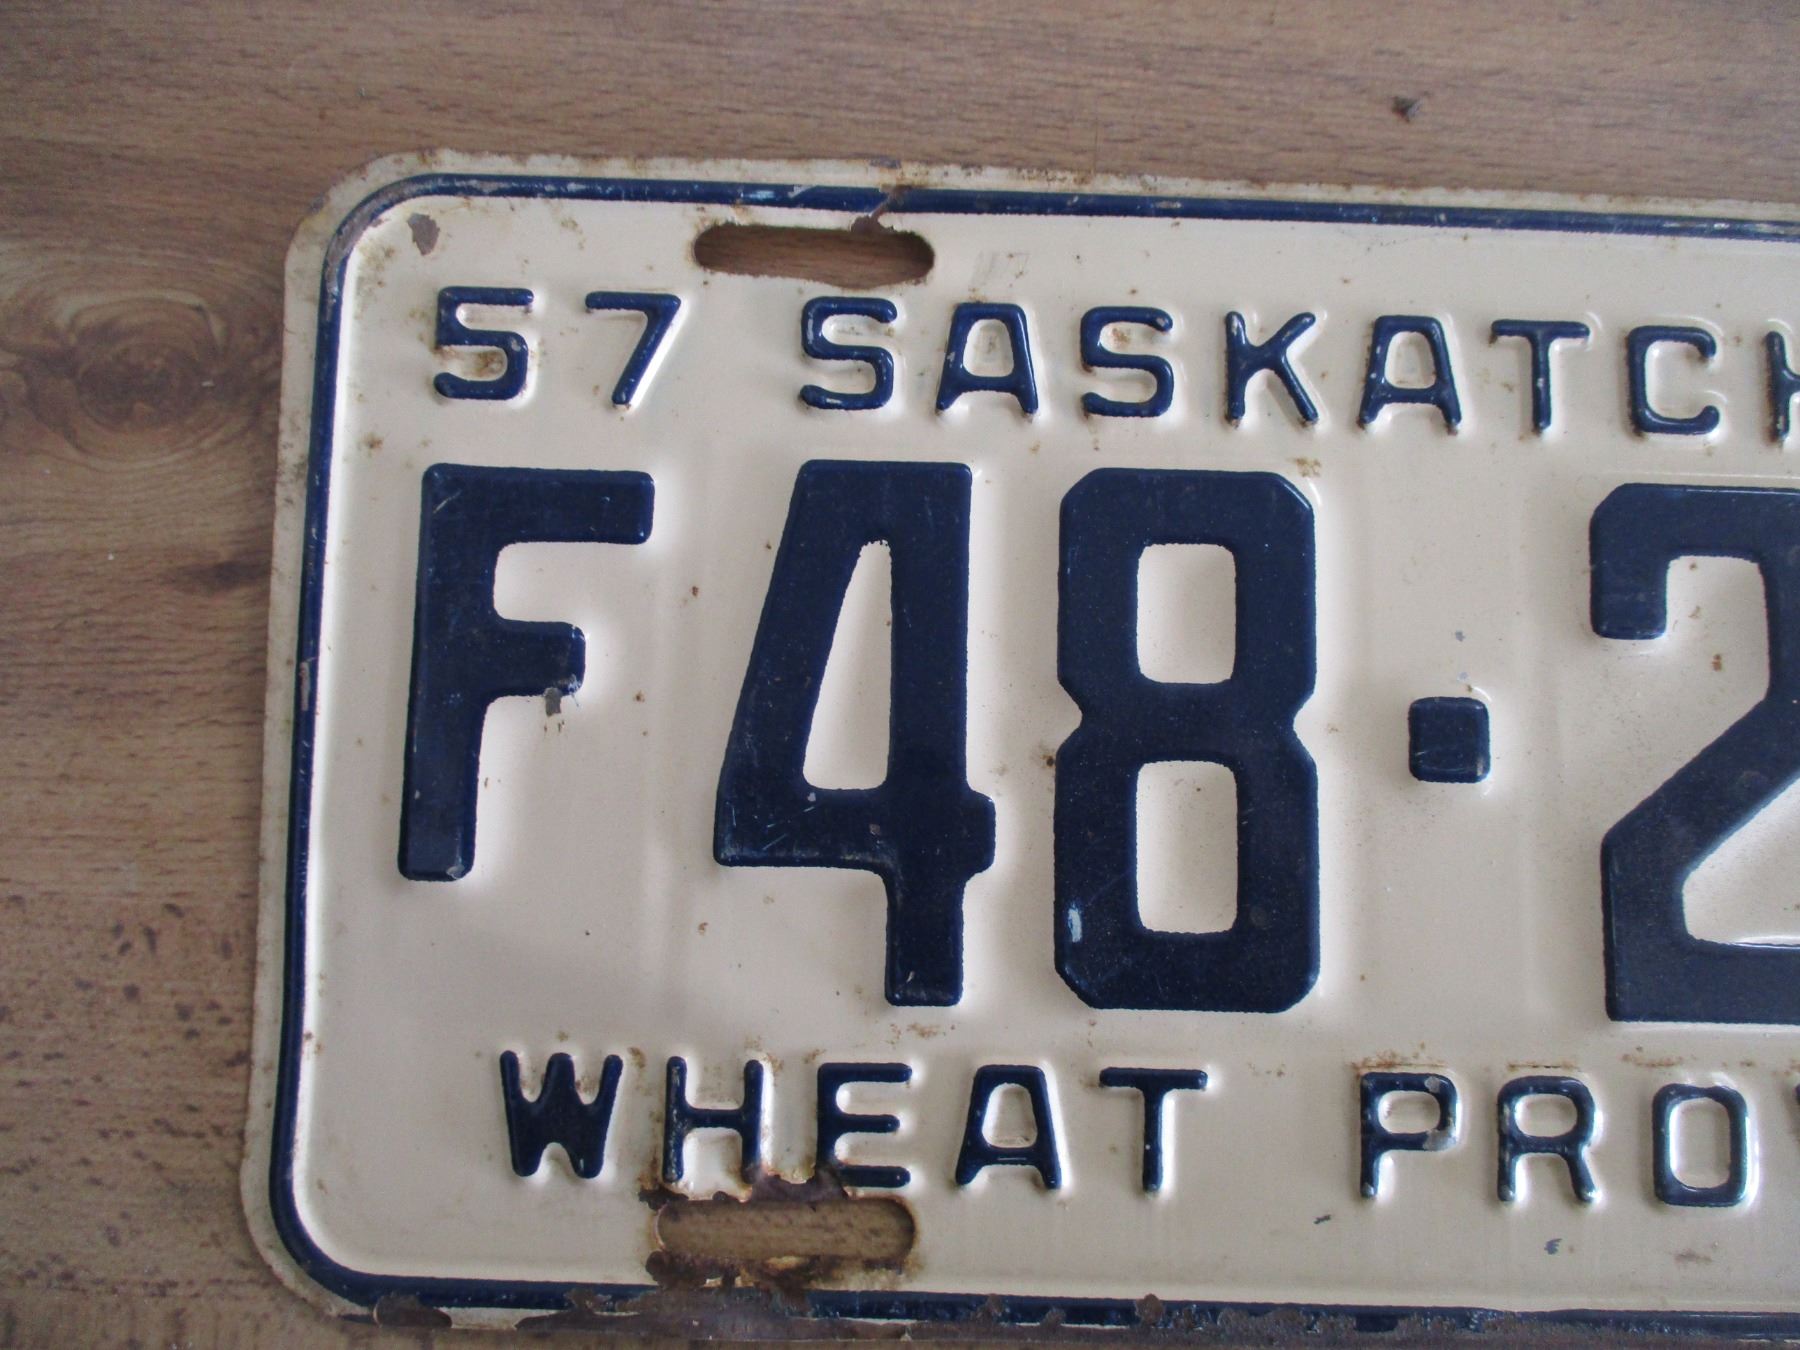 57 SASKATCH
F48·2
WHEAT PRO